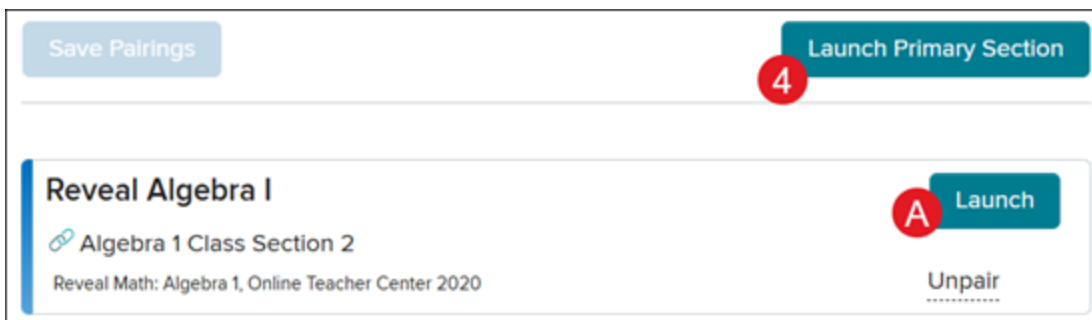 Save Pairings
Launch Primary Section
4
Reveal Algebra I
A
Launch
Algebra 1 Class Section 2
Reveal Math: Algebra 1, Online Teacher Center 2020
Unpair